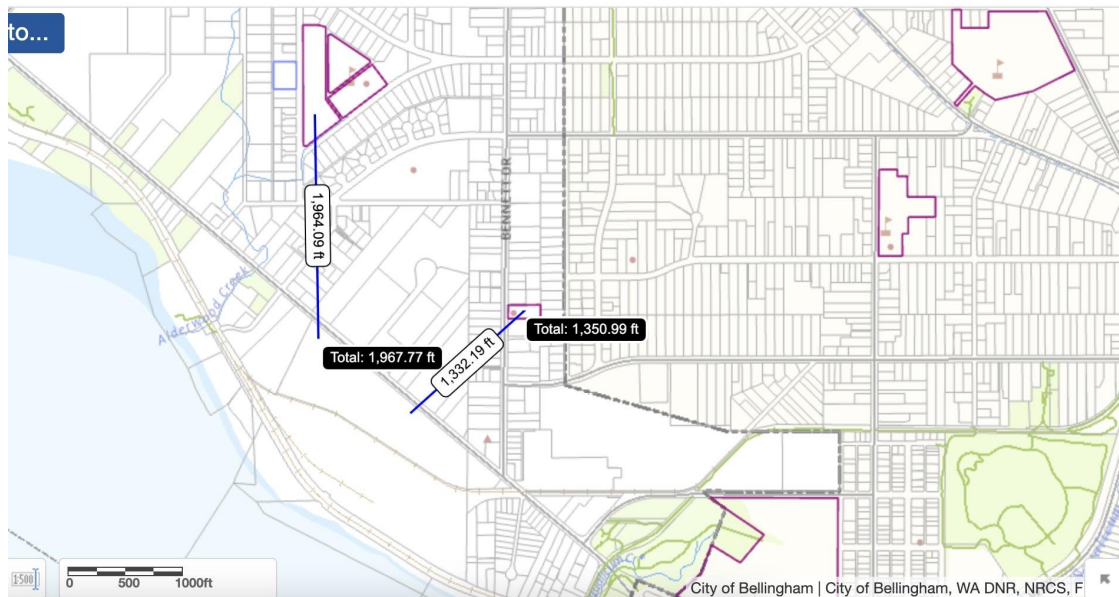 to...
1,964.09 ft
BENNETT DR
Alderwood Creek
Total: 1,350.99 ft
Total: 1,967.77 ft
1,332.19 ft
1:500
0 500 1000ft
City of Bellingham | City of Bellingham, WA DNR, NRCS, F